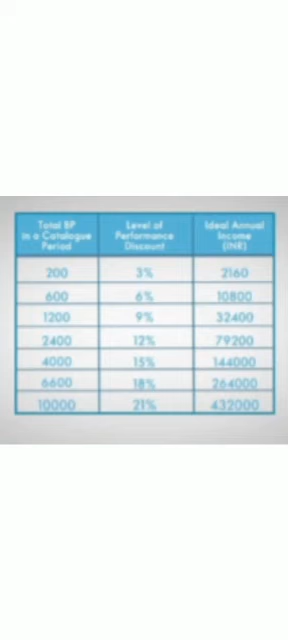 Total BP
in a Catalogue
Period
Level of
Performance
Discount
Ideal Annual
Income
(INR)
200 3% 2160
600 6% 10800
1200 9% 32400
2400 12% 79200
4000 15% 144000
6600 18% 264000
10000 21% 432000